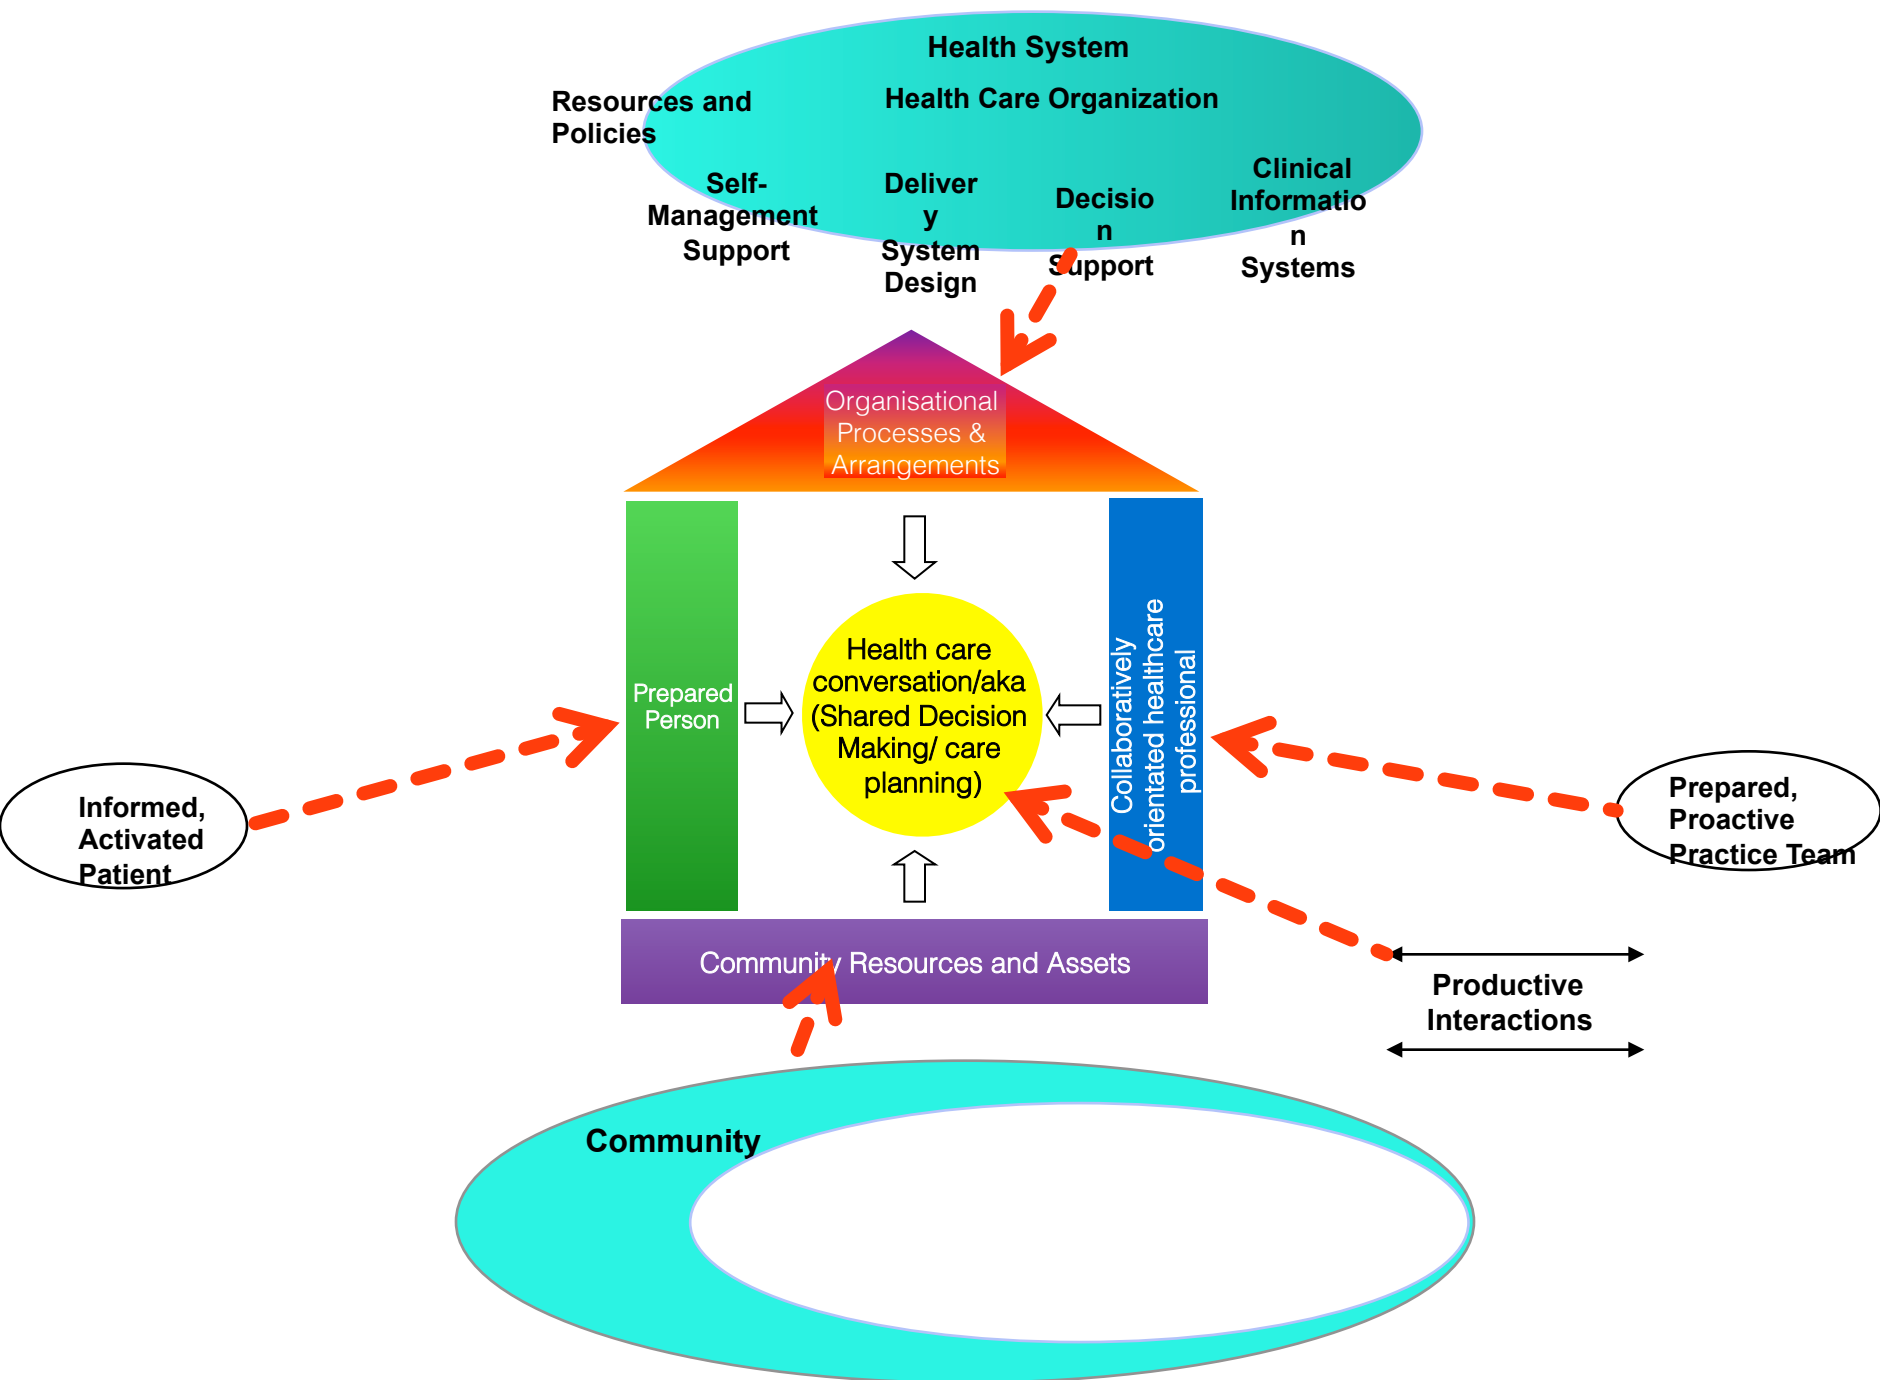 Health System
Resources and
Policies
Health Care Organization
Self-
Management
Support
Deliver
y
System
Design
Decisio
n
Support
Clinical
Informatio
n
Systems
Organisational
Processes &
Arrangements
Prepared
Person
Health care
conversation/aka
(Shared Decision
Making/ care
planning)
Collaboratively
orientated healthcare
professional
Informed,
Activated
Patient
Prepared,
Proactive
Practice Team
Community Resources and Assets
Productive
Interactions
Community